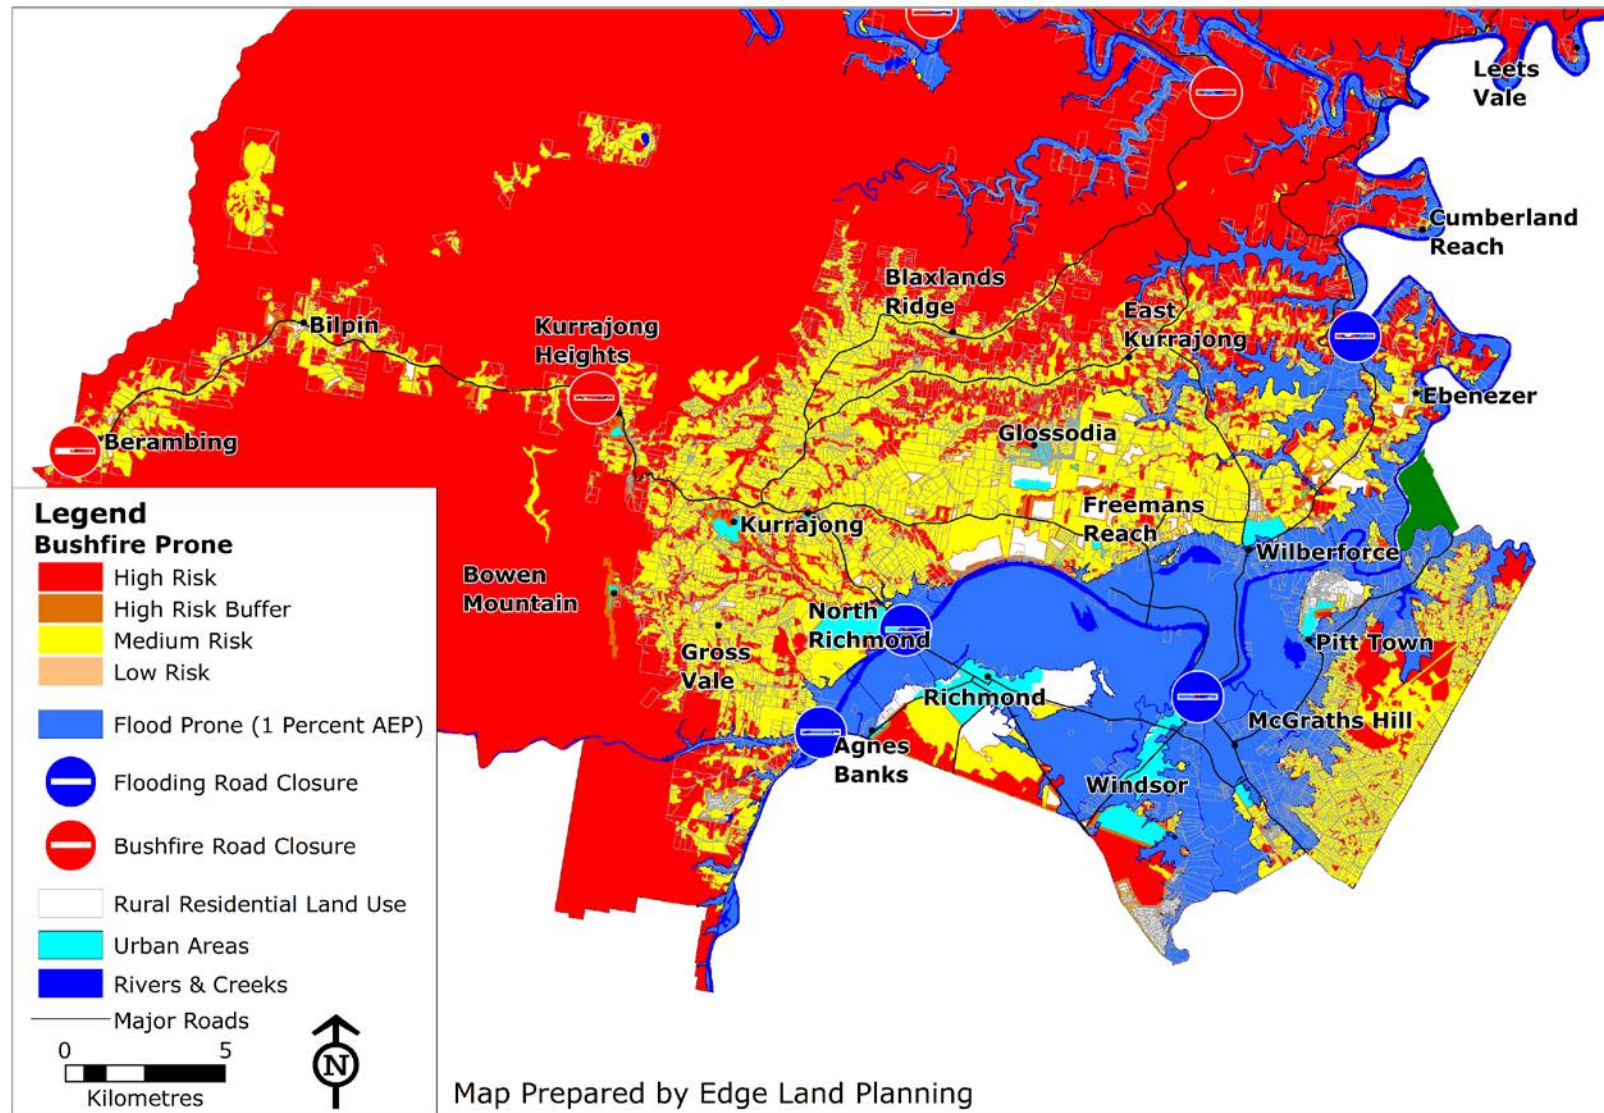 Leets
Vale
Cumberland
Reach
Blaxlands
Ridge
East
Kurrajong
Bilpin
Kurrajong
Heights
Ebenezer
Berambing
Glossodia
Freemans
Reach
Kurrajong
Wilberforce
Bowen
Mountain
North
Richmond
Pitt Town
Gross
Vale
Richmond
McGraths Hill
Agnes
Banks
Windsor
Legend
Bushfire Prone
High Risk
High Risk Buffer
Medium Risk
Low Risk
Flood Prone (1 Percent AEP)
Flooding Road Closure
Bushfire Road Closure
Rural Residential Land Use
Urban Areas
Rivers & Creeks
Major Roads
0 5
Kilometres
N
Map Prepared by Edge Land Planning